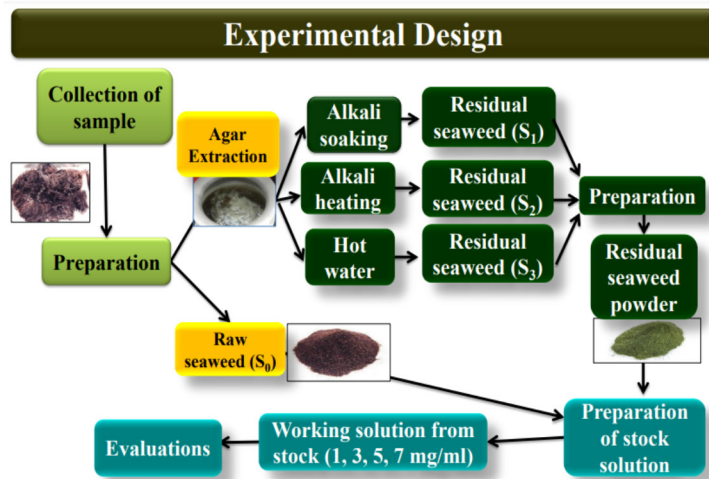 Experimental Design
Collection of
sample
Agar
Extraction
Alkali
soaking
Residual
seaweed (S₁)
Alkali
heating
Residual
seaweed (S₂)
Preparation
Preparation
Hot
water
Residual
seaweed (S₃)
Residual
seaweed
powder
Raw
seaweed (S₀)
Preparation
of stock
solution
Working solution from
stock (1, 3, 5, 7 mg/ml)
Evaluations